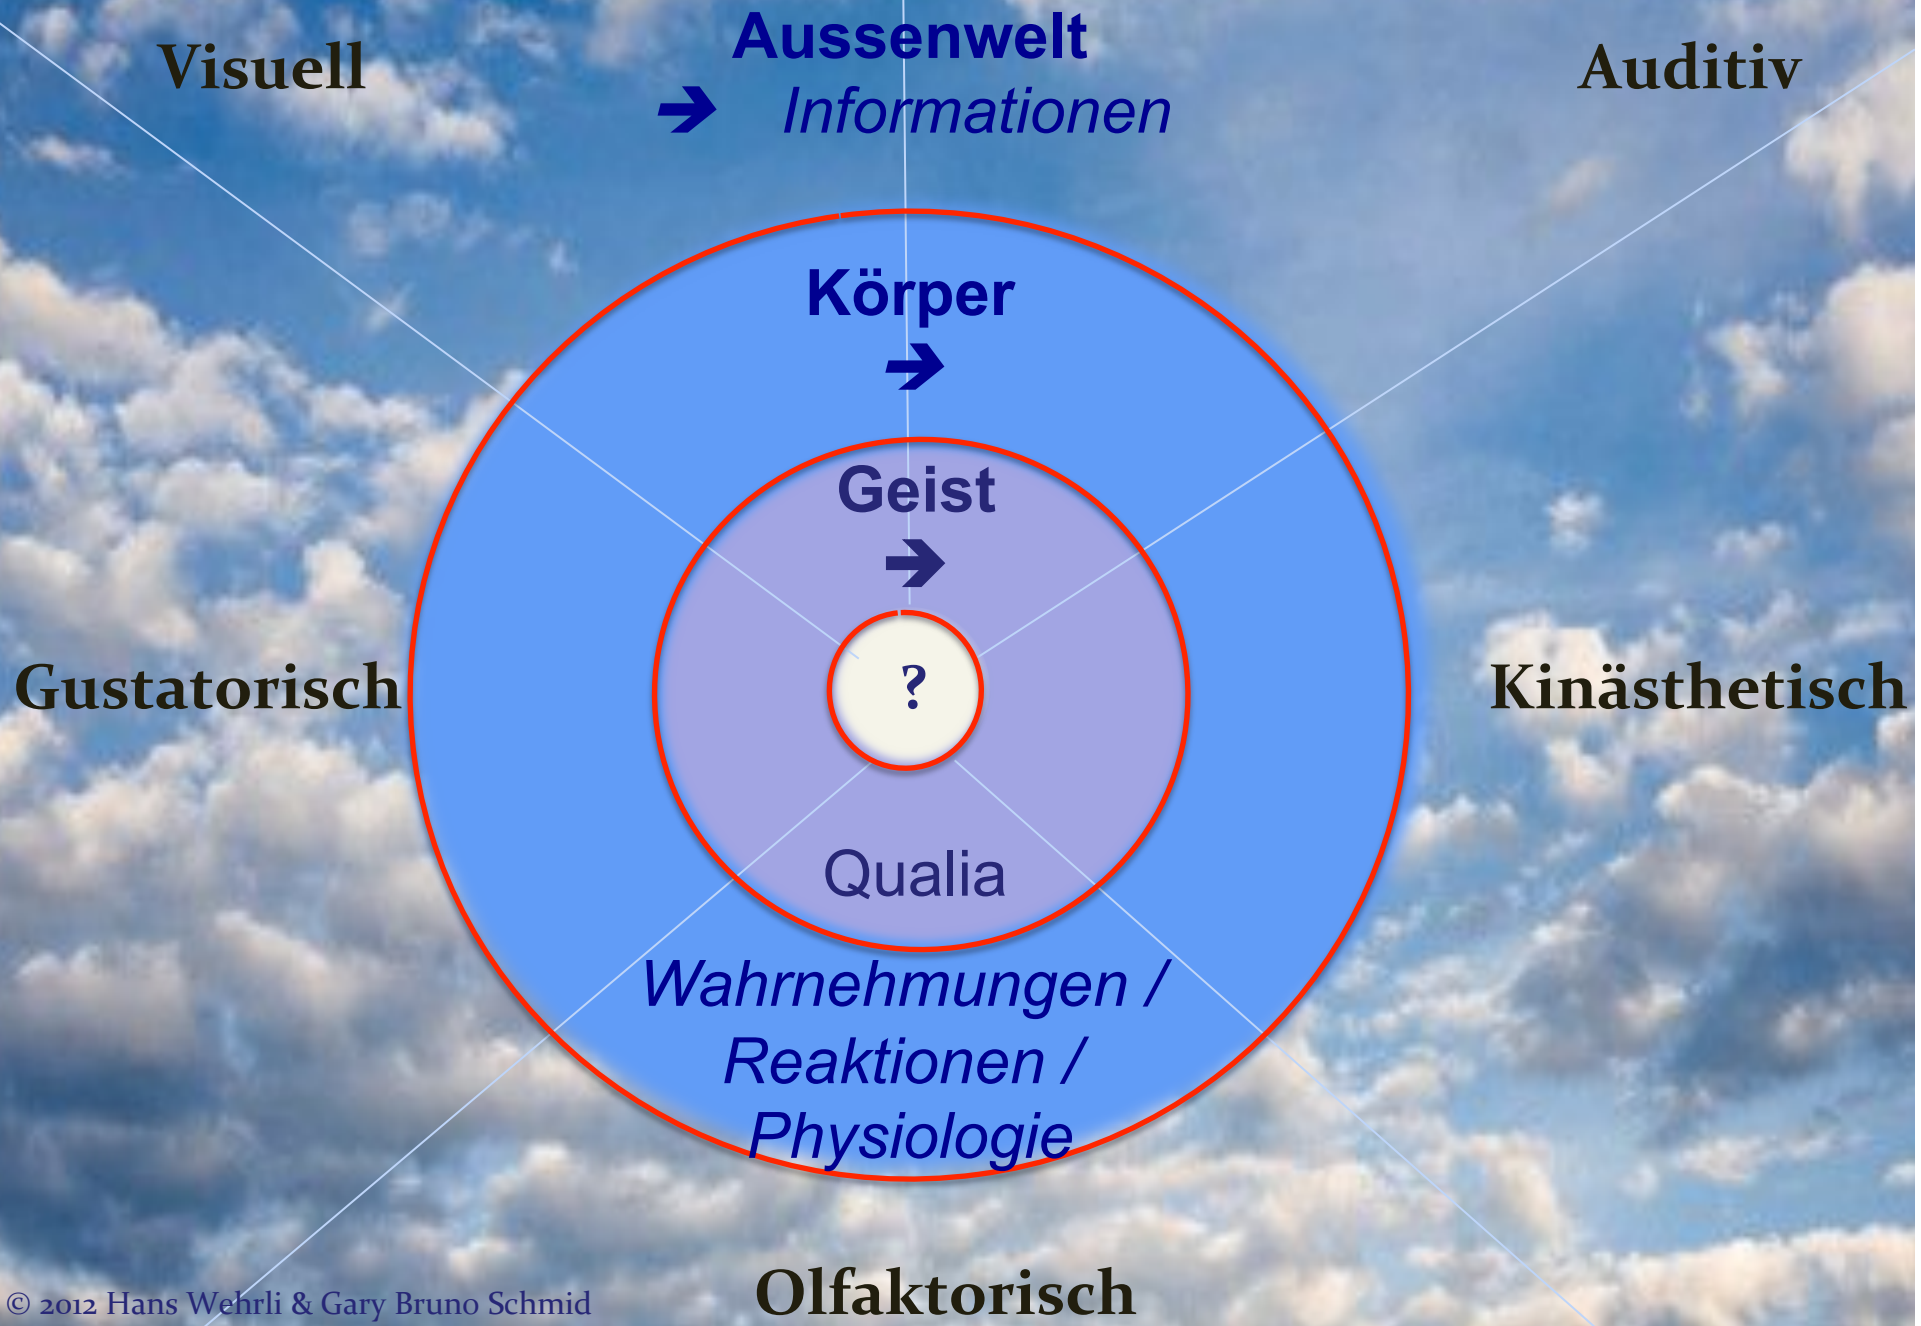 Aussenwelt
Visuell
Auditiv
➔ Informationen
Körper
➔
Geist
➔
Gustatorisch
?
Kinästhetisch
Qualia
Wahrnehmungen /
Reaktionen /
Physiologie
Olfaktorisch
© 2012 Hans Wehrli & Gary Bruno Schmid